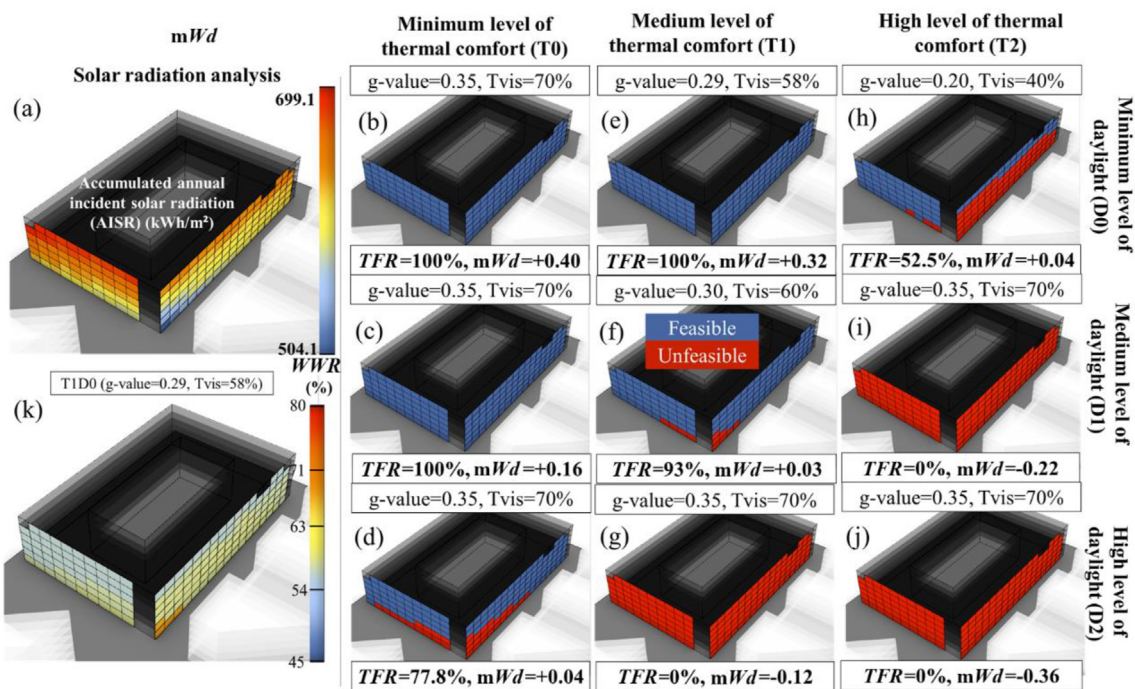 mWd
Solar radiation analysis
(a)
699.1
Accumulated annual
incident solar radiation
(AISR) (kWh/m²)
504.1
T1D0 (g-value=0.29, Tvis=58%)
(k)
WWR
(%)
80
71
63
54
45
Minimum level of
thermal comfort (T0)
Medium level of
thermal comfort (T1)
High level of thermal
comfort (T2)
g-value=0.35, Tvis=70%
g-value=0.29, Tvis=58%
g-value=0.20, Tvis=40%
(b)
(e)
(h)
Minimum level of
daylight (D0)
TFR=100%, mWd=+0.40
TFR=100%, mWd=+0.32
TFR=52.5%, mWd=+0.04
g-value=0.35, Tvis=70%
g-value=0.30, Tvis=60%
g-value=0.35, Tvis=70%
(c)
(f)
Feasible
Unfeasible
(i)
Medium level of
daylight (D1)
TFR=100%, mWd=+0.16
TFR=93%, mWd=+0.03
TFR=0%, mWd=-0.22
g-value=0.35, Tvis=70%
g-value=0.35, Tvis=70%
g-value=0.35, Tvis=70%
(d)
(g)
(j)
High level of
daylight (D2)
TFR=77.8%, mWd=+0.04
TFR=0%, mWd=-0.12
TFR=0%, mWd=-0.36